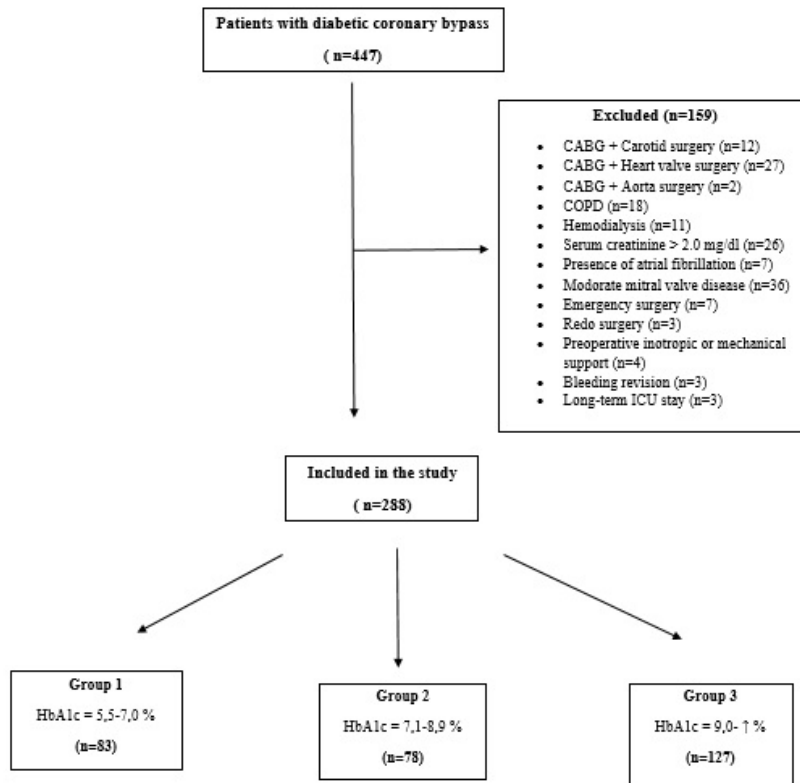 Patients with diabetic coronary bypass
( n=447)
Excluded (n=159)
• CABG + Carotid surgery (n=12)
• CABG + Heart valve surgery (n=27)
• CABG + Aorta surgery (n=2)
• COPD (n=18)
• Hemodialysis (n=11)
• Serum creatinine > 2.0 mg/dl (n=26)
• Presence of atrial fibrillation (n=7)
• Modorate mitral valve disease (n=36)
• Emergency surgery (n=7)
• Redo surgery (n=3)
• Preoperative inotropic or mechanical
support (n=4)
• Bleeding revision (n=3)
• Long-term ICU stay (n=3)
Included in the study
( n=288)
Group 1
HbA1c = 5,5-7,0 %
(n=83)
Group 2
HbA1c = 7,1-8,9 %
(n=78)
Group 3
HbA1c = 9,0- ↑ %
(n=127)